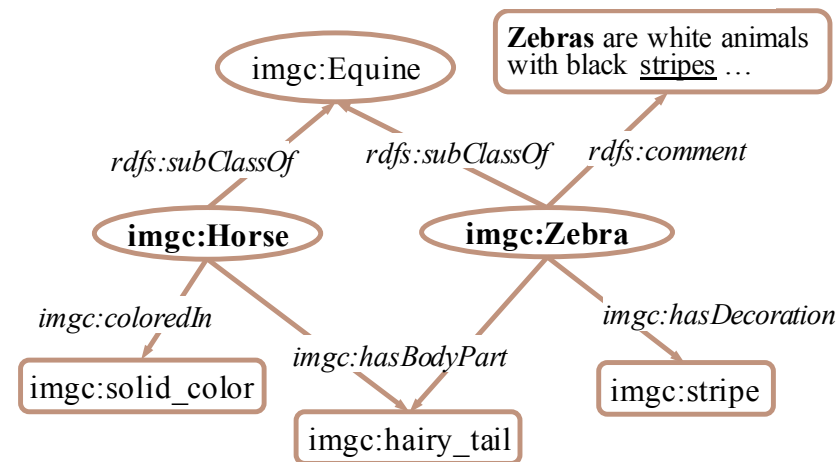 imgc:Equine
Zebras are white animals
with black stripes ...
rdfs:subClassOf
rdfs:subClassOf
rdfs:comment
imgc:Horse
imgc:Zebra
imgc:coloredIn
imgc:hasBodyPart
imgc:hasDecoration
imgc:solid_color
imgc:hairy_tail
imgc:stripe